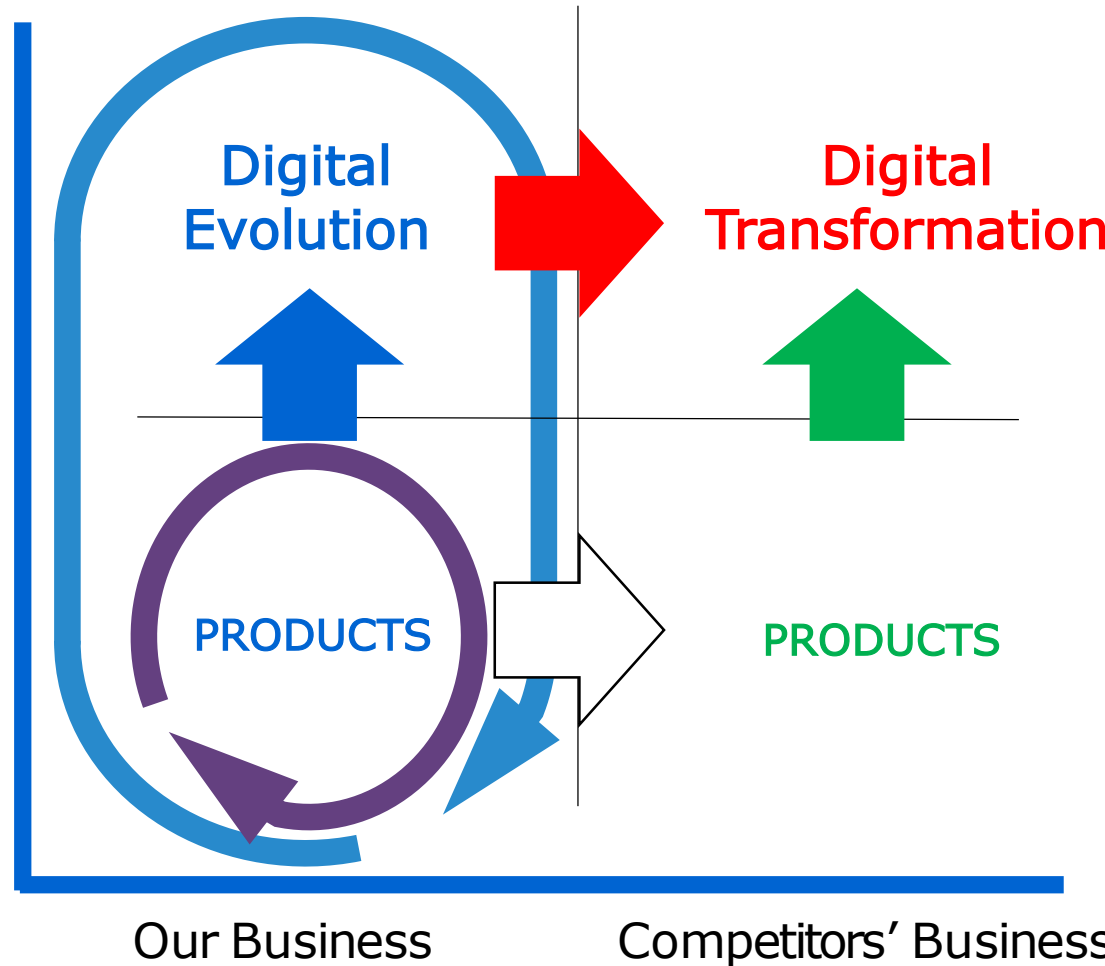 Digital
Evolution
Digital
Transformation
PRODUCTS
PRODUCTS
Our Business
Competitors’ Business